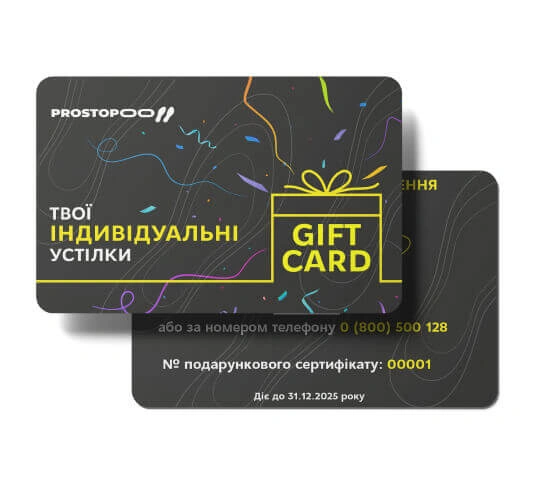 PROSTOPOO
ТВОЇ
ІНДИВІДУАЛЬНІ
УСТІЛКИ
GIFT
CARD
або за номером телефону 0 (800) 500 128
№ подарункового сертифікату: 00001
Діє до 31.12.2025 року